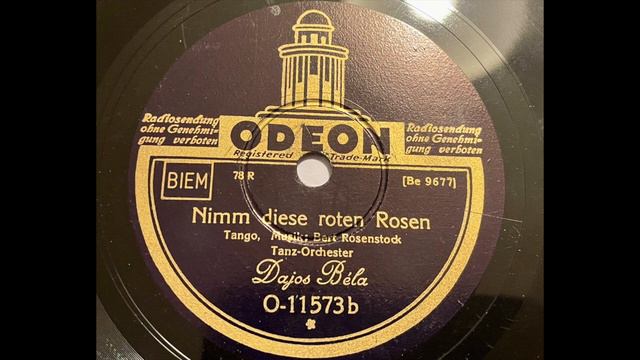 Radiosendung
ohne Genehmi-
gung verboten
ODEON
Registered Trade-Mark
Radiosendung
ohne Genehmi-
gung verboten
BIEM
78 R
[Be 9677]
Nimm diese roten Rosen
Tango, Musik: Bert Rosenstock
Tanz-Orchester
Dajos Béla
O-11573b